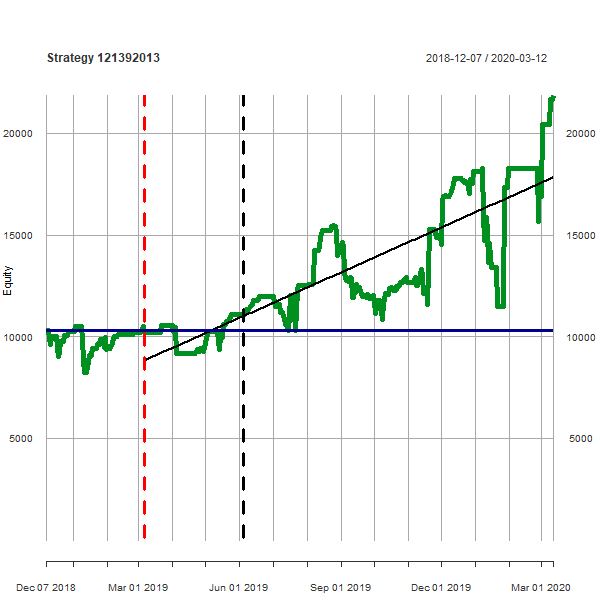 Strategy 121392013
2018-12-07 / 2020-03-12
20000
20000
15000
15000
Equity
10000
10000
5000
5000
Dec 07 2018
Mar 01 2019
Jun 01 2019
Sep 01 2019
Dec 01 2019
Mar 01 2020